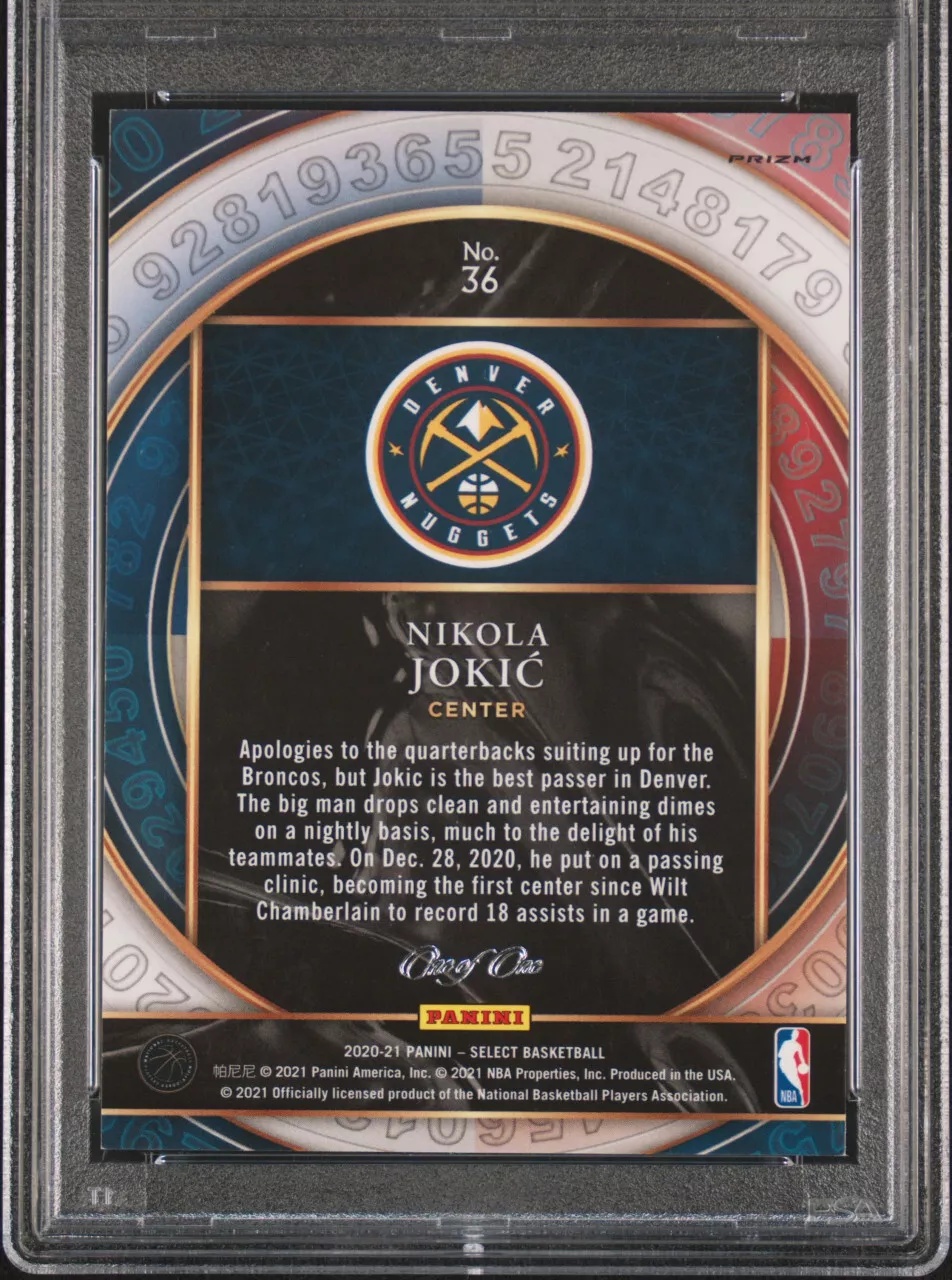 PRIZM
928193655 2148179
No.
36
DENVER
NUGGETS
NIKOLA
JOKIĆ
CENTER
Apologies to the quarterbacks suiting up for the
Broncos, but Jokic is the best passer in Denver.
The big man drops clean and entertaining dimes
on a nightly basis, much to the delight of his
teammates. On Dec. 28, 2020, he put on a passing
clinic, becoming the first center since Wilt
Chamberlain to record 18 assists in a game.
One of One
PANINI
2020-21 PANINI – SELECT BASKETBALL
帕尼尼 © 2021 Panini America, Inc. © 2021 NBA Properties, Inc. Produced in the USA.
© 2021 Officially licensed product of the National Basketball Players Association.
NBA
PSA